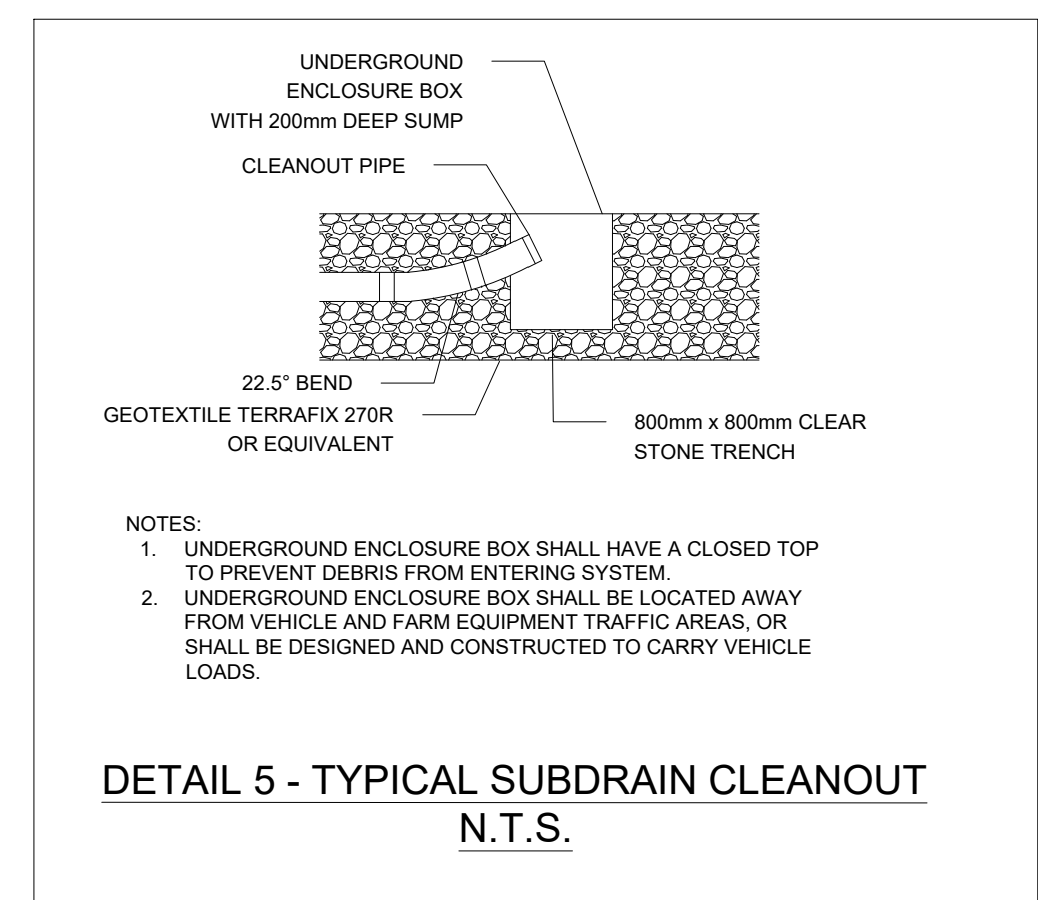 UNDERGROUND
ENCLOSURE BOX
WITH 200mm DEEP SUMP
CLEANOUT PIPE
22.5° BEND
GEOTEXTILE TERRAFIX 270R
OR EQUIVALENT
800mm x 800mm CLEAR
STONE TRENCH
NOTES:
1. UNDERGROUND ENCLOSURE BOX SHALL HAVE A CLOSED TOP
TO PREVENT DEBRIS FROM ENTERING SYSTEM.
2. UNDERGROUND ENCLOSURE BOX SHALL BE LOCATED AWAY
FROM VEHICLE AND FARM EQUIPMENT TRAFFIC AREAS, OR
SHALL BE DESIGNED AND CONSTRUCTED TO CARRY VEHICLE
LOADS.
DETAIL 5 - TYPICAL SUBDRAIN CLEANOUT
N.T.S.